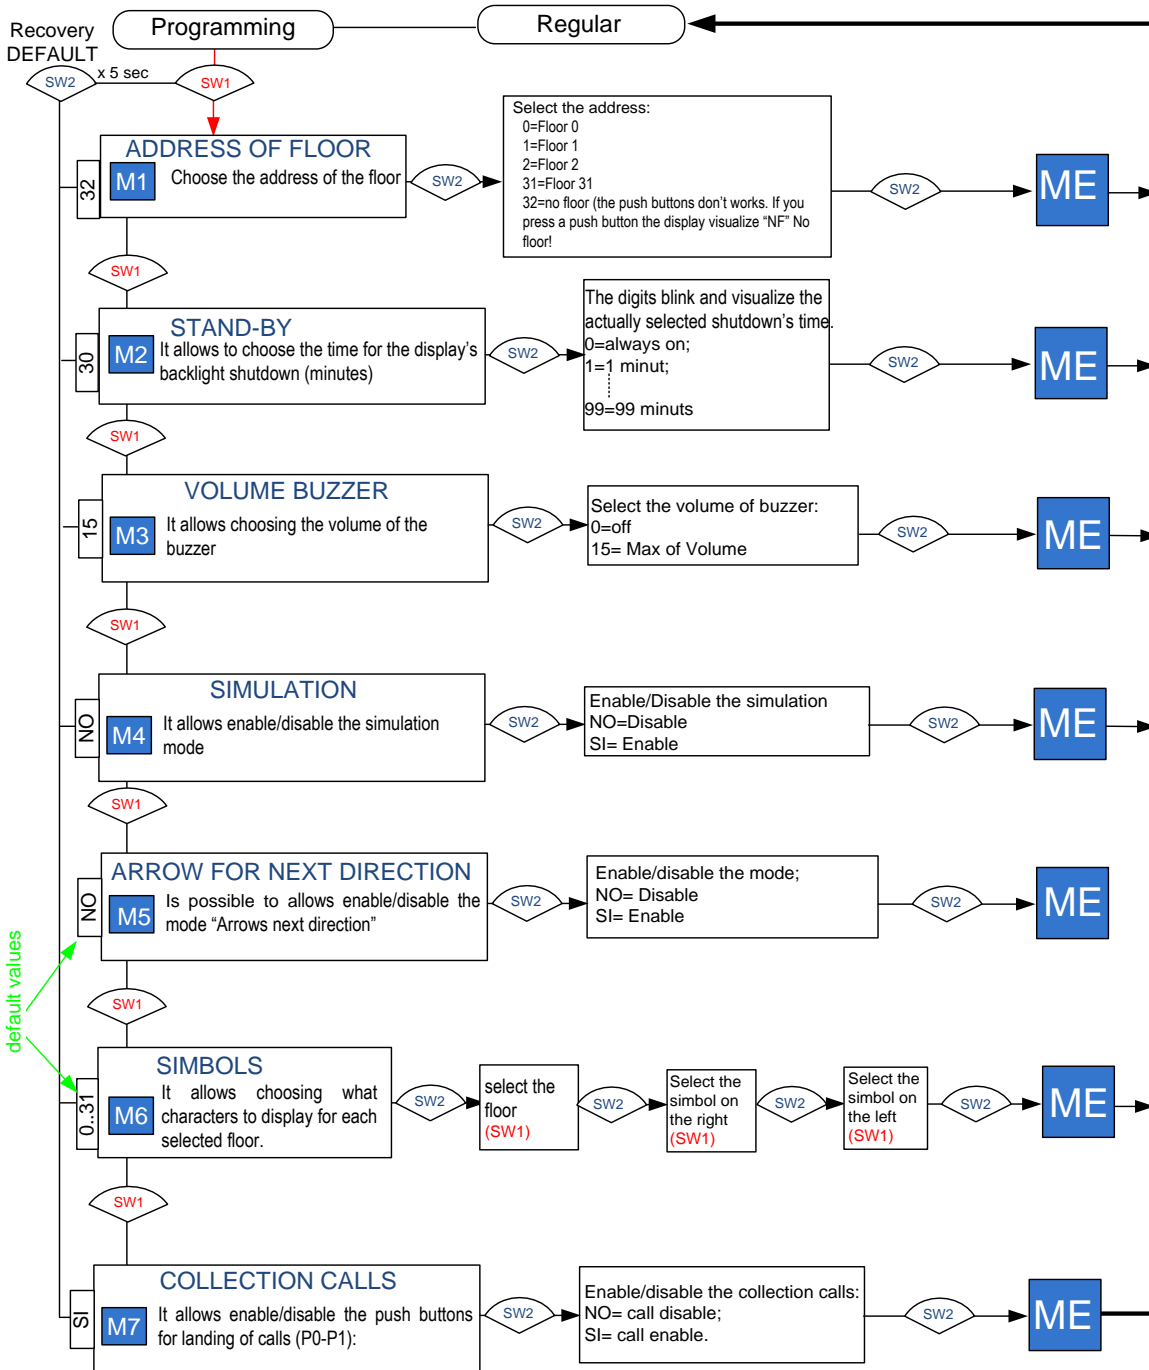 Recovery
DEFAULT
Programming
Regular
SW2
x 5 sec
SW1
32
ADDRESS OF FLOOR
M1
Choose the address of the floor
SW2
Select the address:
0=Floor 0
1=Floor 1
2=Floor 2
31=Floor 31
32=no floor (the push buttons don't works. If you
press a push button the display visualize “NF” No
floor!
SW2
ME
SW1
30
STAND-BY
M2
It allows to choose the time for the display's
backlight shutdown (minutes)
SW2
The digits blink and visualize the
actually selected shutdown's time.
0=always on;
1=1 minut;
99=99 minuts
SW2
ME
SW1
15
VOLUME BUZZER
M3
It allows choosing the volume of the
buzzer
SW2
Select the volume of buzzer:
0=off
15= Max of Volume
SW2
ME
SW1
NO
SIMULATION
M4
It allows enable/disable the simulation
mode
SW2
Enable/Disable the simulation
NO=Disable
SI= Enable
SW2
ME
SW1
NO
ARROW FOR NEXT DIRECTION
M5
Is possible to allows enable/disable the
mode “Arrows next direction”
SW2
Enable/disable the mode;
NO= Disable
SI= Enable
SW2
ME
default values
SW1
0..31
SIMBOLS
M6
It allows choosing what
characters to display for each
selected floor.
SW2
select the
floor
(SW1)
SW2
Select the
simbol on
the right
(SW1)
SW2
Select the
simbol on
the left
(SW1)
SW2
ME
SW1
SI
COLLECTION CALLS
M7
It allows enable/disable the push buttons
for landing of calls (P0-P1):
SW2
Enable/disable the collection calls:
NO= call disable;
SI= call enable.
SW2
ME